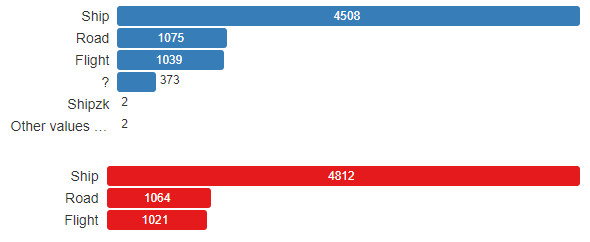 Ship 4508
Road 1075
Flight 1039
? 373
Shipzk 2
Other values ... 2
Ship 4812
Road 1064
Flight 1021